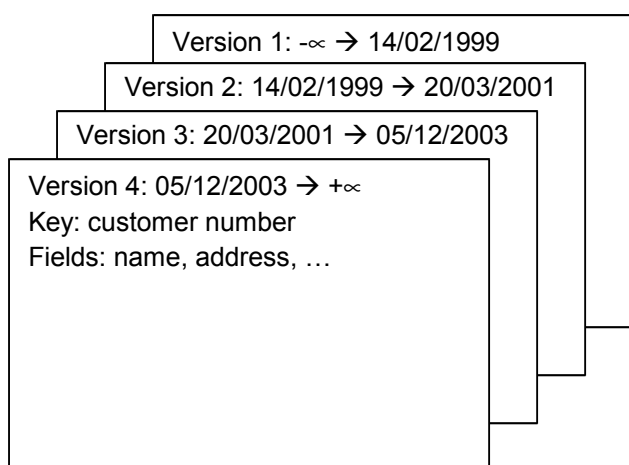 Version 1: -∝ → 14/02/1999
Version 2: 14/02/1999 → 20/03/2001
Version 3: 20/03/2001 → 05/12/2003
Version 4: 05/12/2003 → +∝
Key: customer number
Fields: name, address, …